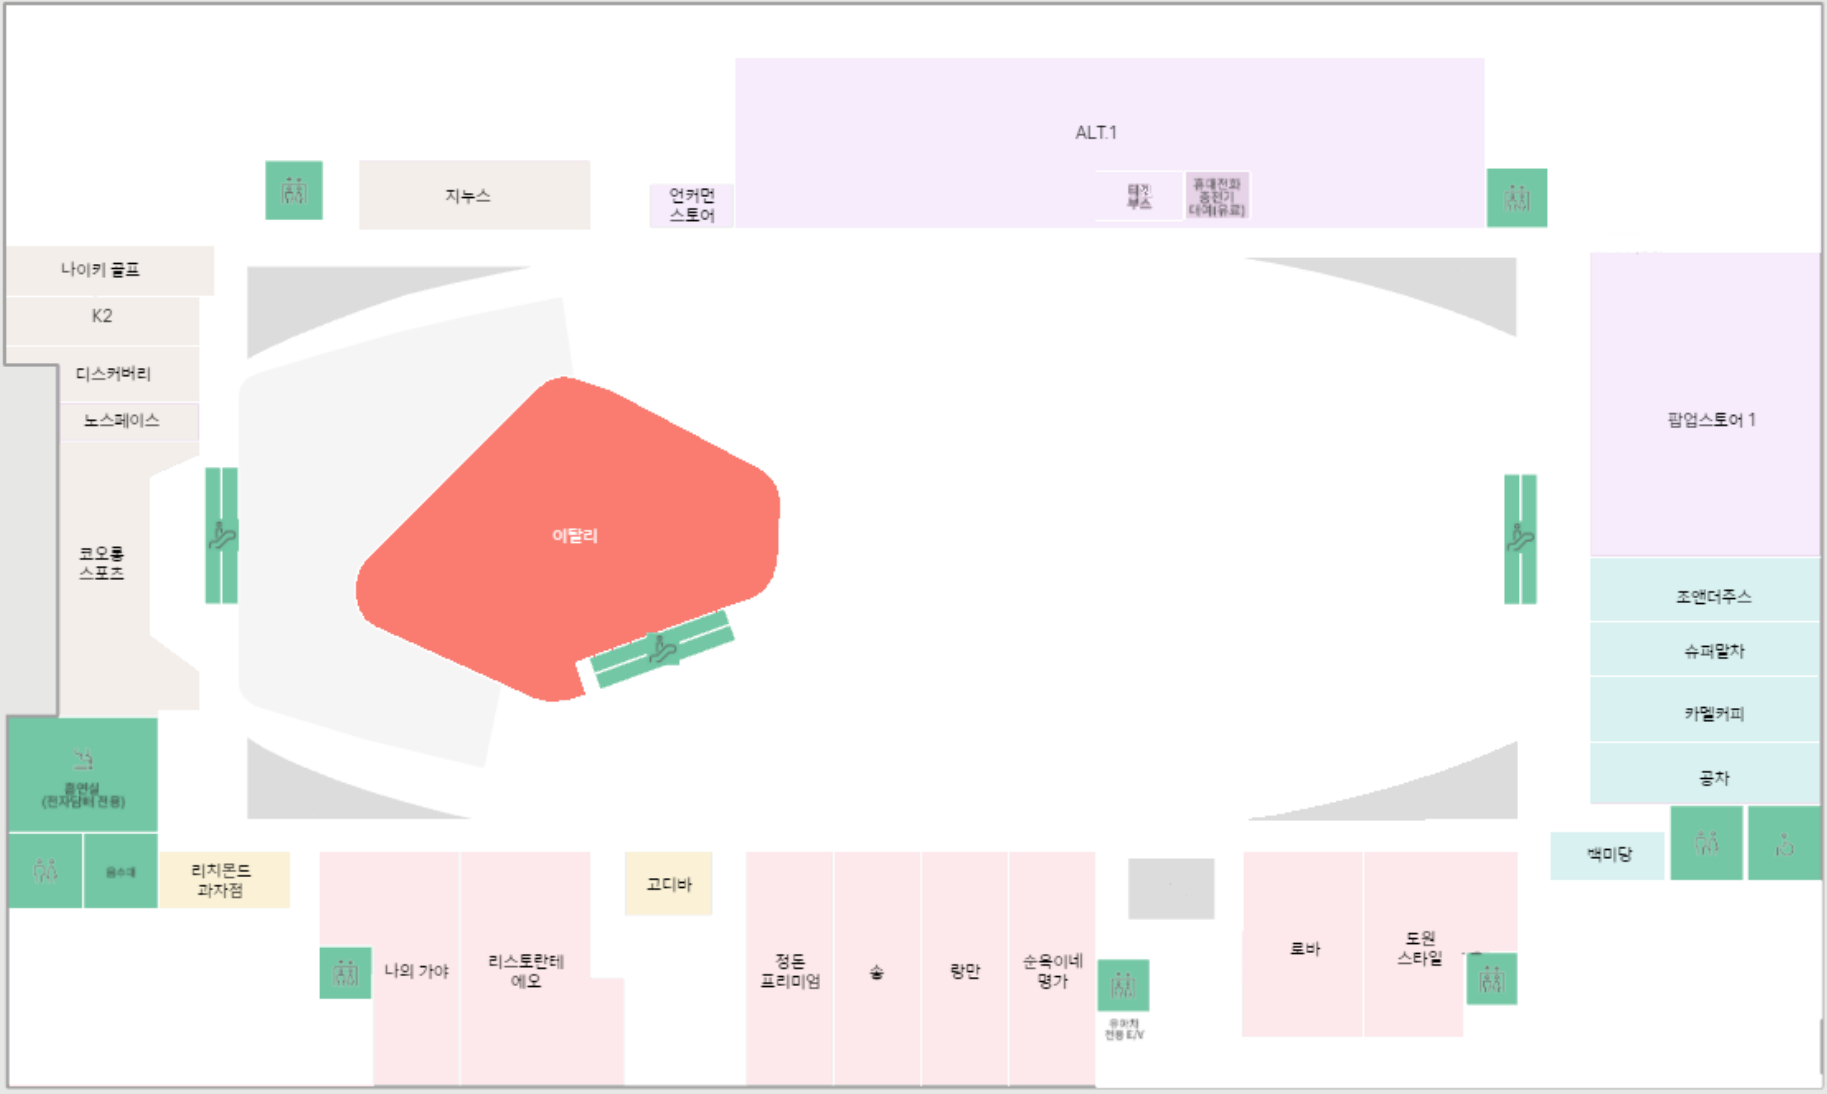 ALT.1
지누스
언커먼
스토어
티켓
부스
휴대전화
충전기
대여(유료)
나이키 골프
K2
디스커버리
노스페이스
코오롱
스포츠
이탈리
팝업스토어 1
조앤더주스
슈퍼말차
카멜커피
공차
백미당
흡연실
(전자담배 전용)
음수대
리치몬드
과자점
고디바
나의 가야
리스토란테
에오
정돈
프리미엄
송
랑만
순옥이네
명가
유아차
전용 E/V
로바
도원
스타일